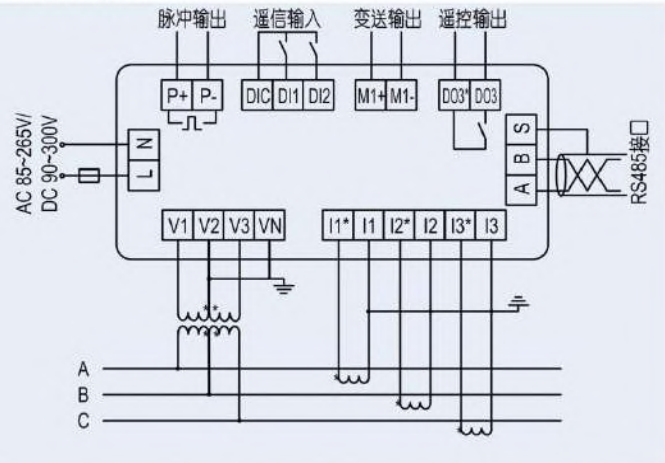 脉冲输出 遥信输入 变送输出 遥控输出
P+ P- DIC DI1 DI2 M1+ M1- DO3* DO3
AC 85~265V/
DC 90~300V
N
L
S
B
A
RS485接口
V1 V2 V3 VN I1* I1 I2* I2 I3* I3
* *
* *
A
*
B
*
C
*